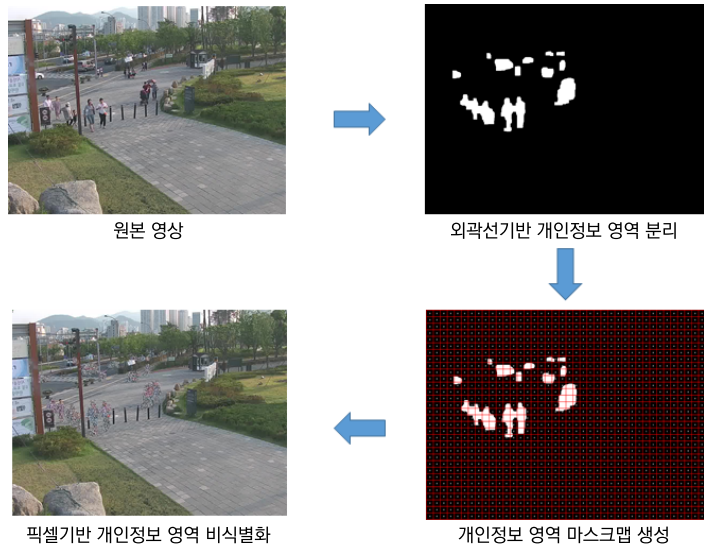 원본 영상
외곽선기반 개인정보 영역 분리
픽셀기반 개인정보 영역 비식별화
개인정보 영역 마스크맵 생성